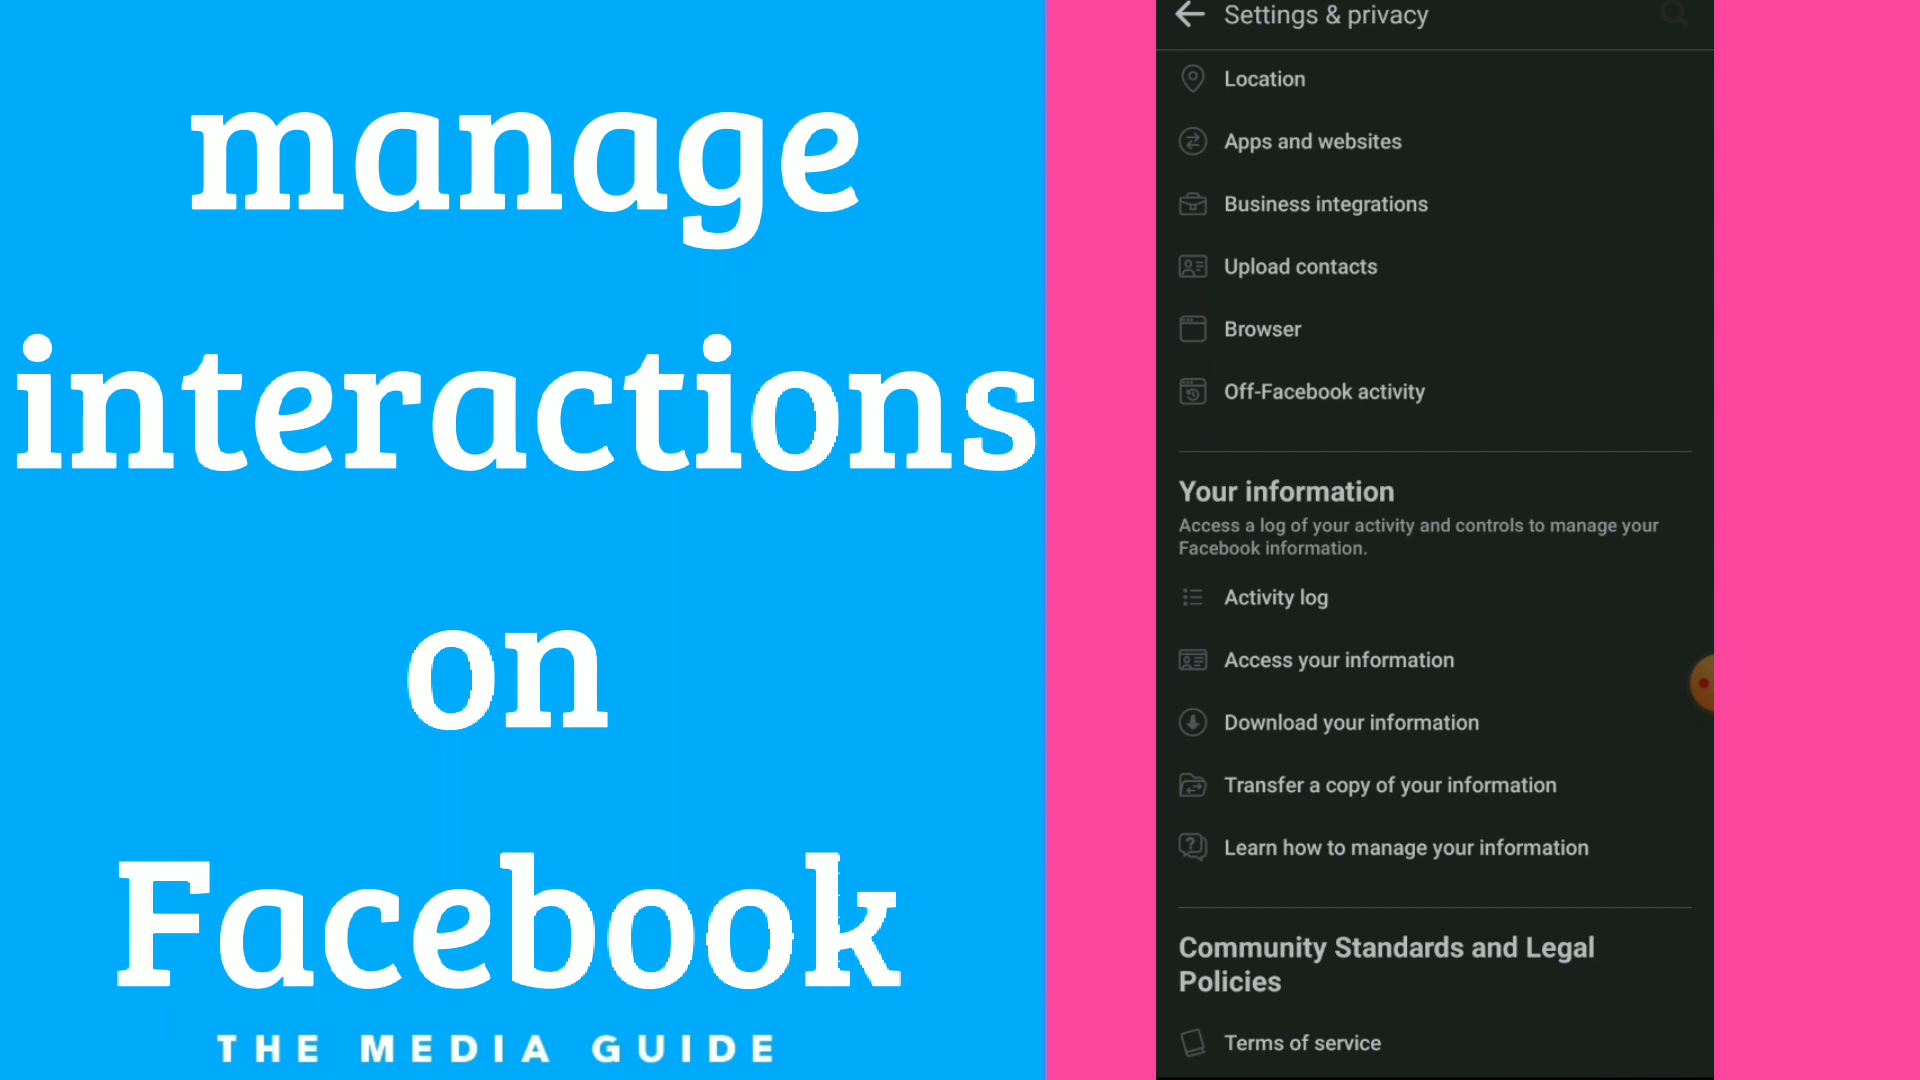 manage
interactions
on
Facebook
THE MEDIA GUIDE
Settings & privacy
Location
Apps and websites
Business integrations
Upload contacts
Browser
Off-Facebook activity
Your information
Access a log of your activity and controls to manage your
Facebook information.
Activity log
Access your information
Download your information
Transfer a copy of your information
Learn how to manage your information
Community Standards and Legal
Policies
Terms of service